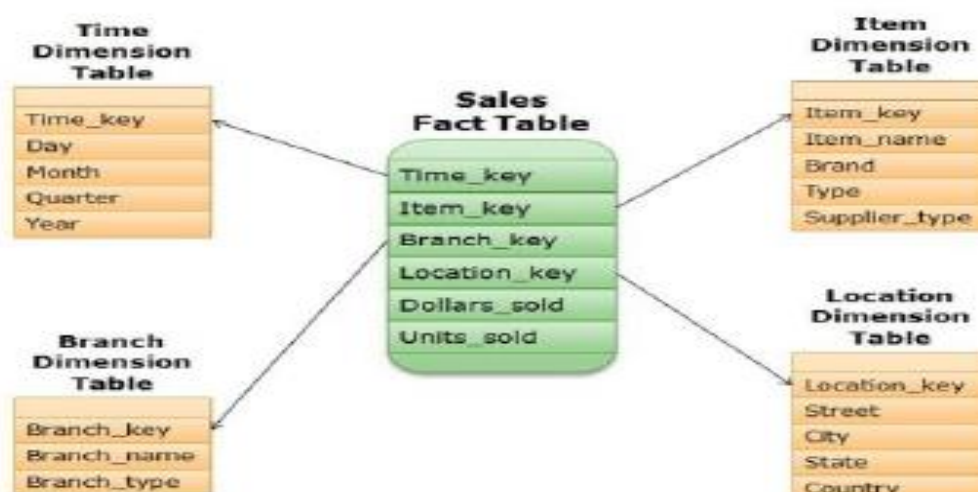 Time
Dimension
Table
Time_key
Day
Month
Quarter
Year
Sales
Fact Table
Time_key
Item_key
Branch_key
Location_key
Dollars_sold
Units_sold
Item
Dimension
Table
Item_key
Item_name
Brand
Type
Supplier_type
Branch
Dimension
Table
Branch_key
Branch_name
Branch_type
Location
Dimension
Table
Location_key
Street
City
State
Country